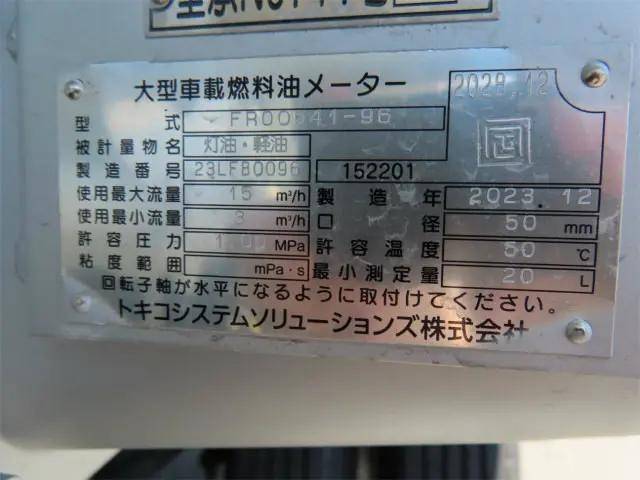 型承No
大型車載燃料油メーター 2029.12
型式 FRO0541-96
被計量物名 灯油・軽油
製造番号 23LFB0096 152201
使用最大流量 15 m³/h 製造年 2023.12
使用最小流量 3 m³/h 口径 50 mm
許容圧力 MPa 許容温度 50 ℃
粘度範囲 mPa·s 最小測定量 20 L
回転子軸が水平になるように取付けてください。
トキコシステムソリューションズ株式会社